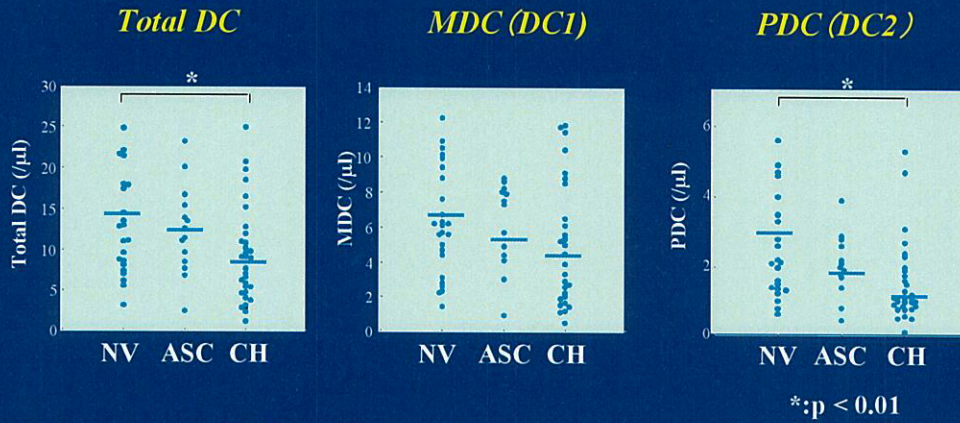 Total DC
MDC (DC1)
PDC (DC2)
Total DC (/μl)
30
25
20
15
10
5
0
*
NV ASC CH
MDC (/μl)
14
12
10
8
6
4
2
0
NV ASC CH
PDC (/μl)
6
4
2
0
*
NV ASC CH
*:p < 0.01